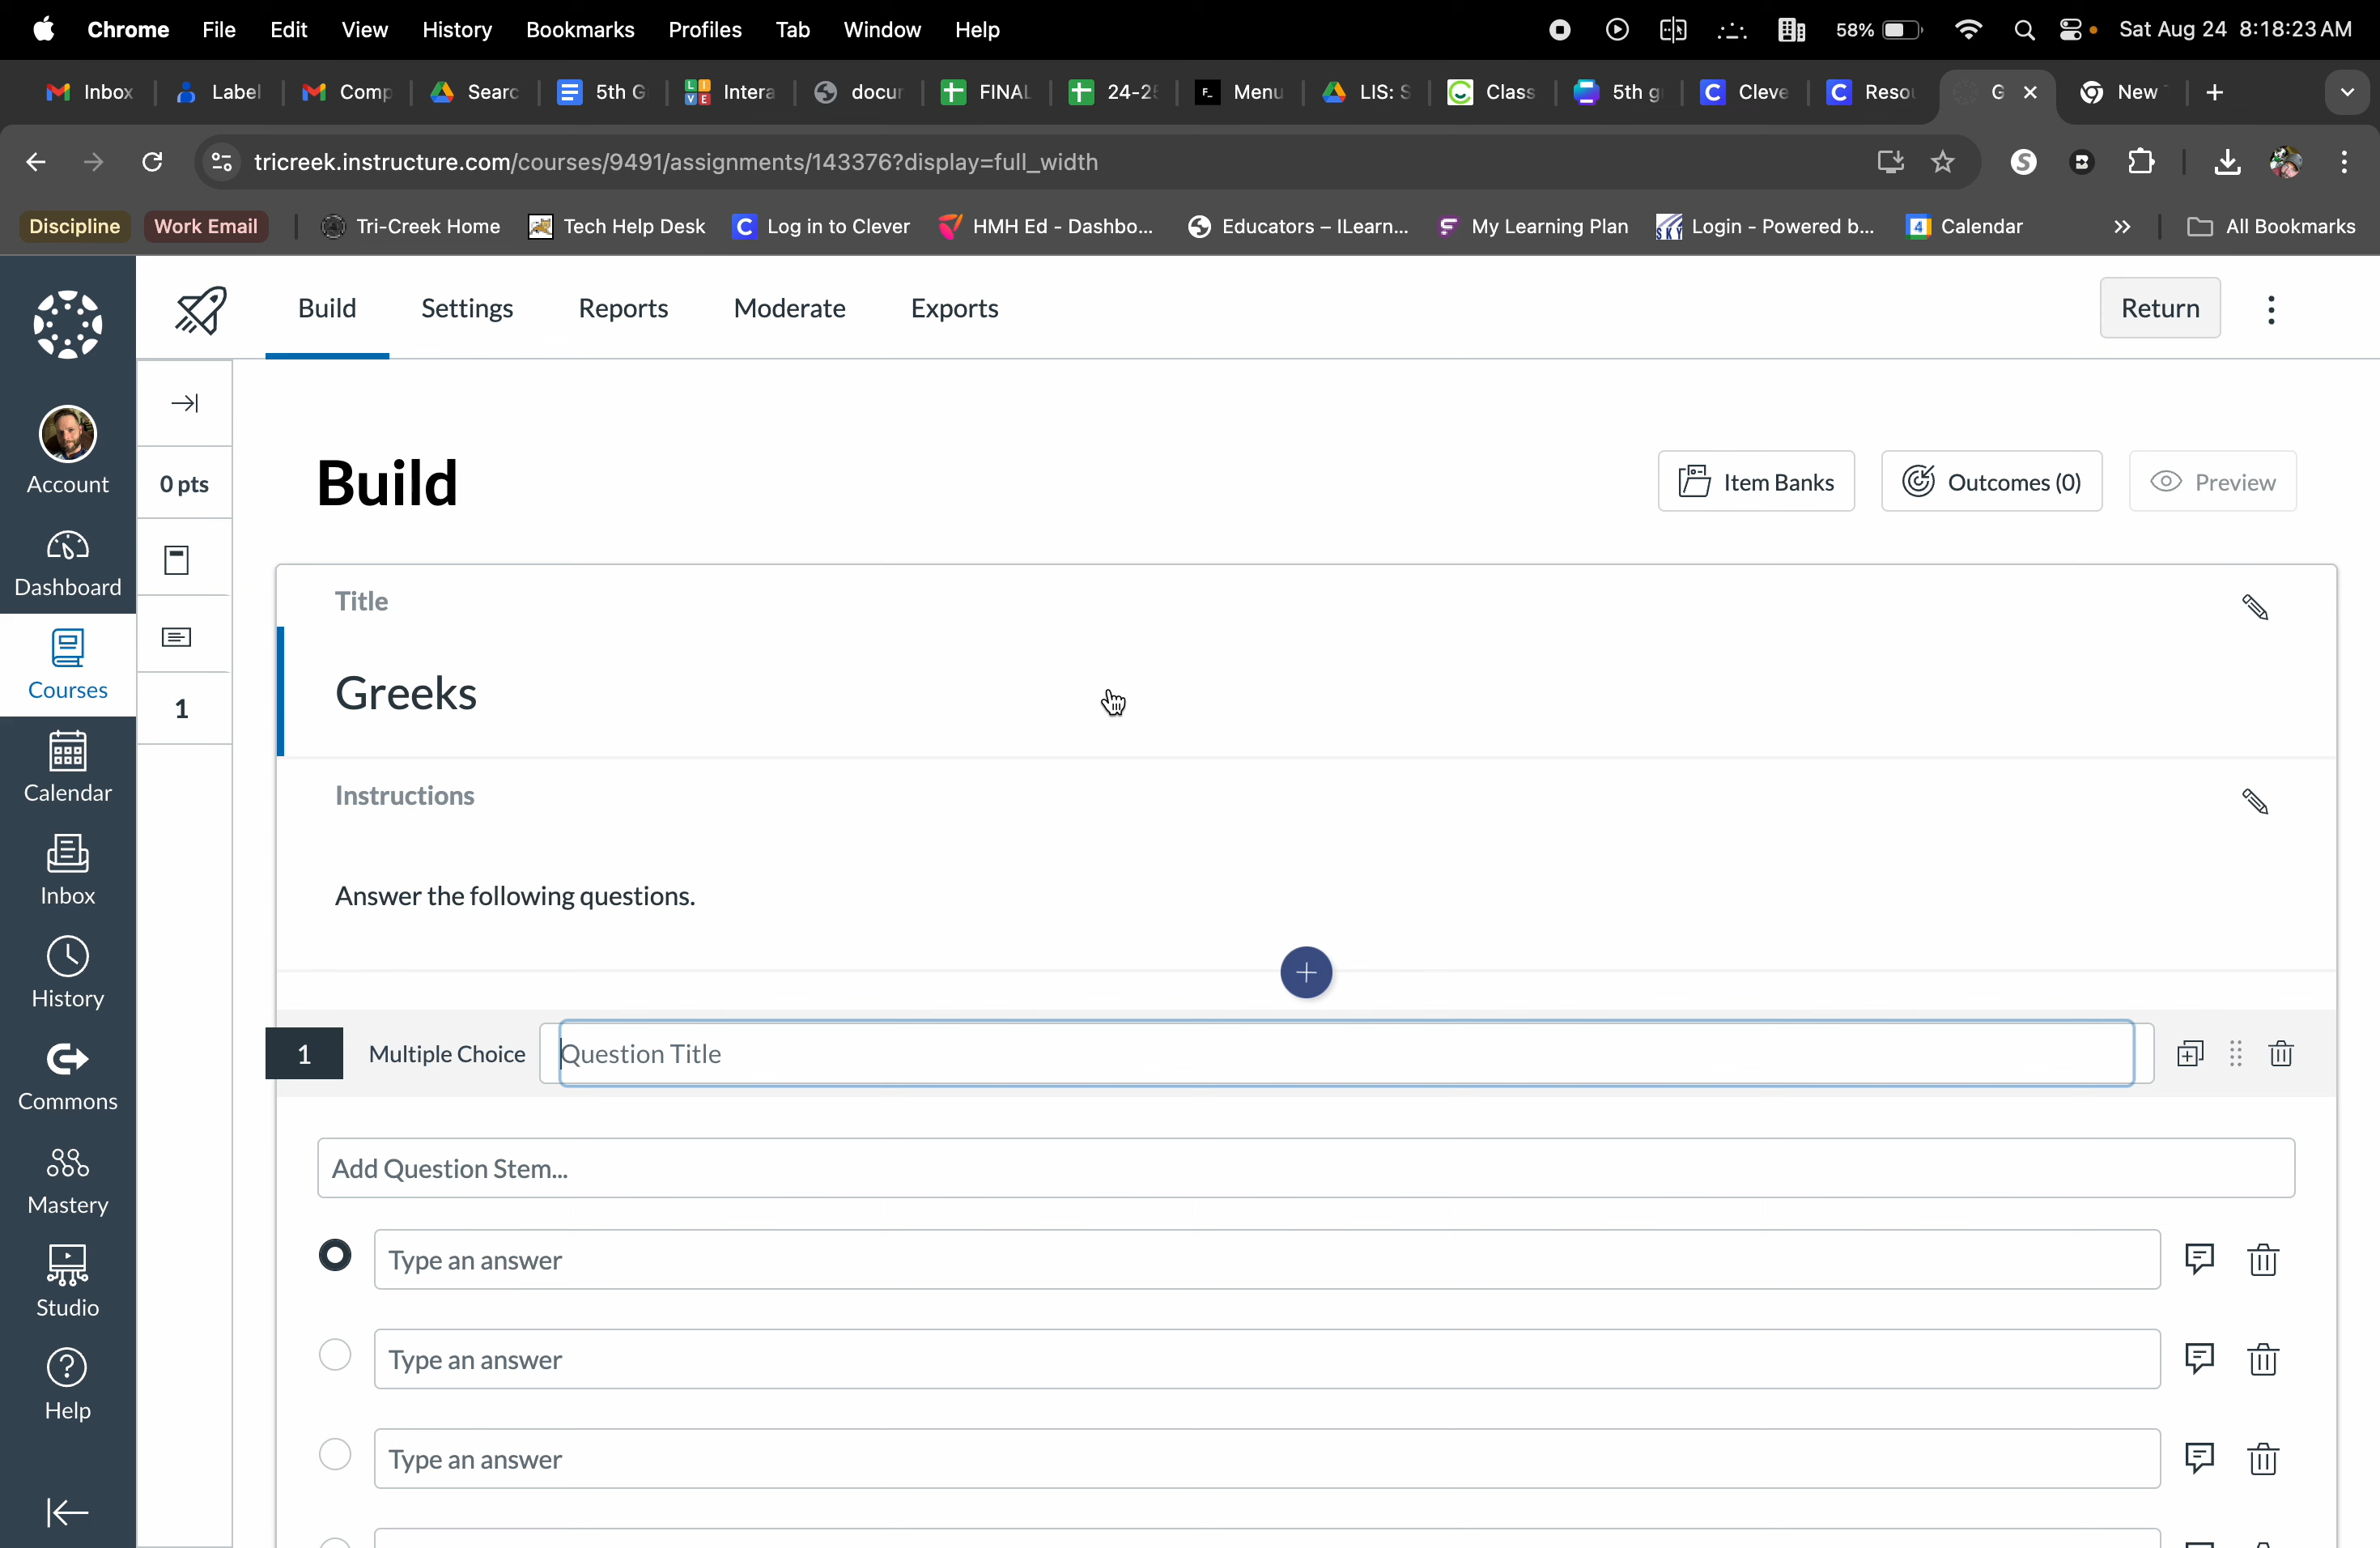 Chrome File Edit View History Bookmarks Profiles Tab Window Help 58% Sat Aug 24 8:18:23 AM
Inbox Label Comp Searc 5th G Intera docur FINAL 24-25 Menu LIS: S Class 5th g Cleve Resou G New
tricreek.instructure.com/courses/9491/assignments/143376?display=full_width
Discipline Work Email Tri-Creek Home Tech Help Desk Log in to Clever HMH Ed - Dashbo... Educators – ILearn... My Learning Plan Login - Powered b... Calendar All Bookmarks
Build Settings Reports Moderate Exports Return
Account
Dashboard
Courses
Calendar
Inbox
History
Commons
Mastery
Studio
Help
0 pts
1
Build
Item Banks Outcomes (0) Preview
Title
Greeks
Instructions
Answer the following questions.
1 Multiple Choice Question Title
Add Question Stem...
Type an answer
Type an answer
Type an answer